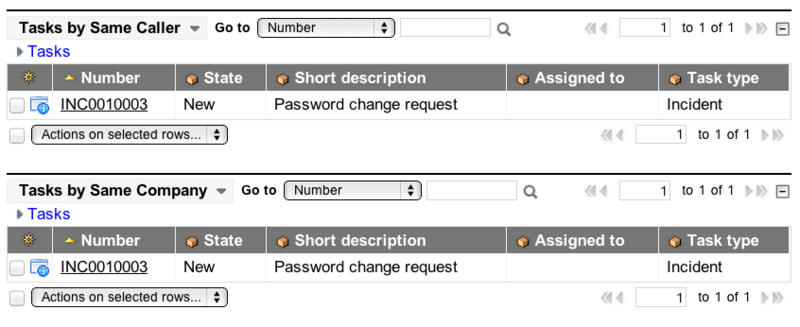 Tasks by Same Caller Go to Number 1 to 1 of 1
Tasks
Number State Short description Assigned to Task type
INC0010003 New Password change request Incident
Actions on selected rows... 1 to 1 of 1
Tasks by Same Company Go to Number 1 to 1 of 1
Tasks
Number State Short description Assigned to Task type
INC0010003 New Password change request Incident
Actions on selected rows... 1 to 1 of 1